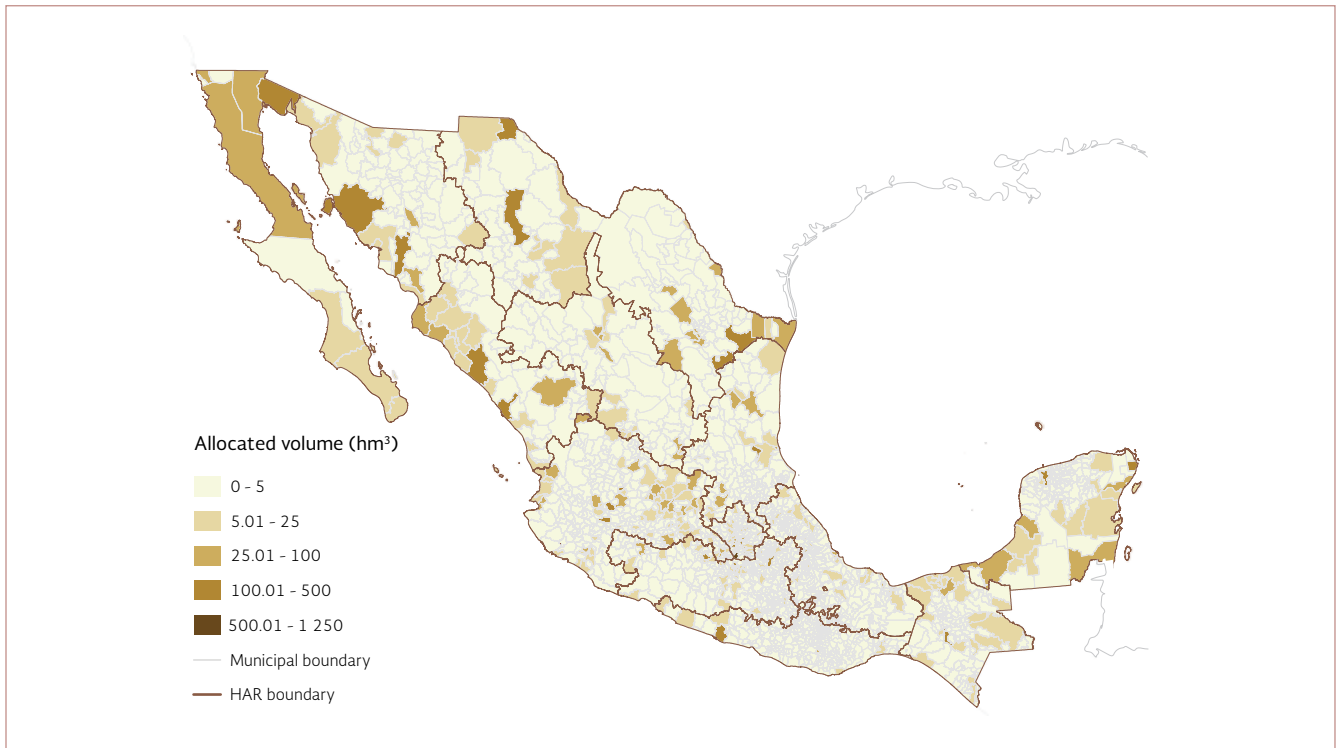 Allocated volume (hm³)
0 - 5
5.01 - 25
25.01 - 100
100.01 - 500
500.01 - 1 250
Municipal boundary
HAR boundary